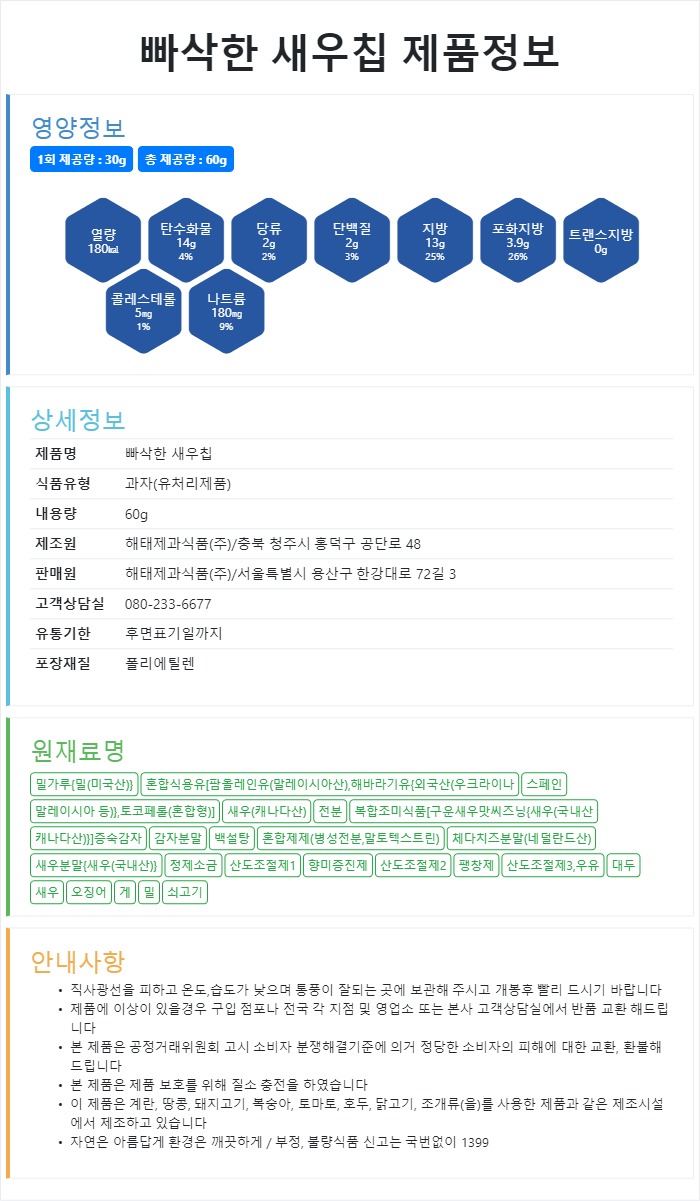 빠삭한 새우칩 제품정보
영양정보
1회 제공량 : 30g 총 제공량 : 60g
열량
180㎉
탄수화물
14g
4%
당류
2g
2%
단백질
2g
3%
지방
13g
25%
포화지방
3.9g
26%
트랜스지방
0g
콜레스테롤
5㎎
1%
나트륨
180㎎
9%
상세정보
제품명 빠삭한 새우칩
식품유형 과자(유처리제품)
내용량 60g
제조원 해태제과식품(주)/충북 청주시 흥덕구 공단로 48
판매원 해태제과식품(주)/서울특별시 용산구 한강대로 72길 3
고객상담실 080-233-6677
유통기한 후면표기일까지
포장재질 폴리에틸렌
원재료명
밀가루{밀(미국산)} 혼합식용유[팜올레인유(말레이시아산),해바라기유{외국산(우크라이나 스페인
말레이시아 등)},토코페롤(혼합형)] 새우(캐나다산) 전분 복합조미식품[구운새우맛씨즈닝{새우(국내산
캐나다산)}]증숙감자 감자분말 백설탕 혼합제제(변성전분,말토덱스트린) 체다치즈분말(네덜란드산)
새우분말{새우(국내산)} 정제소금 산도조절제1 향미증진제 산도조절제2 팽창제 산도조절제3,우유 대두
새우 오징어 게 밀 쇠고기
안내사항
• 직사광선을 피하고 온도,습도가 낮으며 통풍이 잘되는 곳에 보관해 주시고 개봉후 빨리 드시기 바랍니다
• 제품에 이상이 있을경우 구입 점포나 전국 각 지점 및 영업소 또는 본사 고객상담실에서 반품 교환 해드립
니다
• 본 제품은 공정거래위원회 고시 소비자 분쟁해결기준에 의거 정당한 소비자의 피해에 대한 교환, 환불해
드립니다
• 본 제품은 제품 보호를 위해 질소 충전을 하였습니다
• 이 제품은 계란, 땅콩, 돼지고기, 복숭아, 토마토, 호두, 닭고기, 조개류(을)를 사용한 제품과 같은 제조시설
에서 제조하고 있습니다
• 자연은 아름답게 환경은 깨끗하게 / 부정, 불량식품 신고는 국번없이 1399